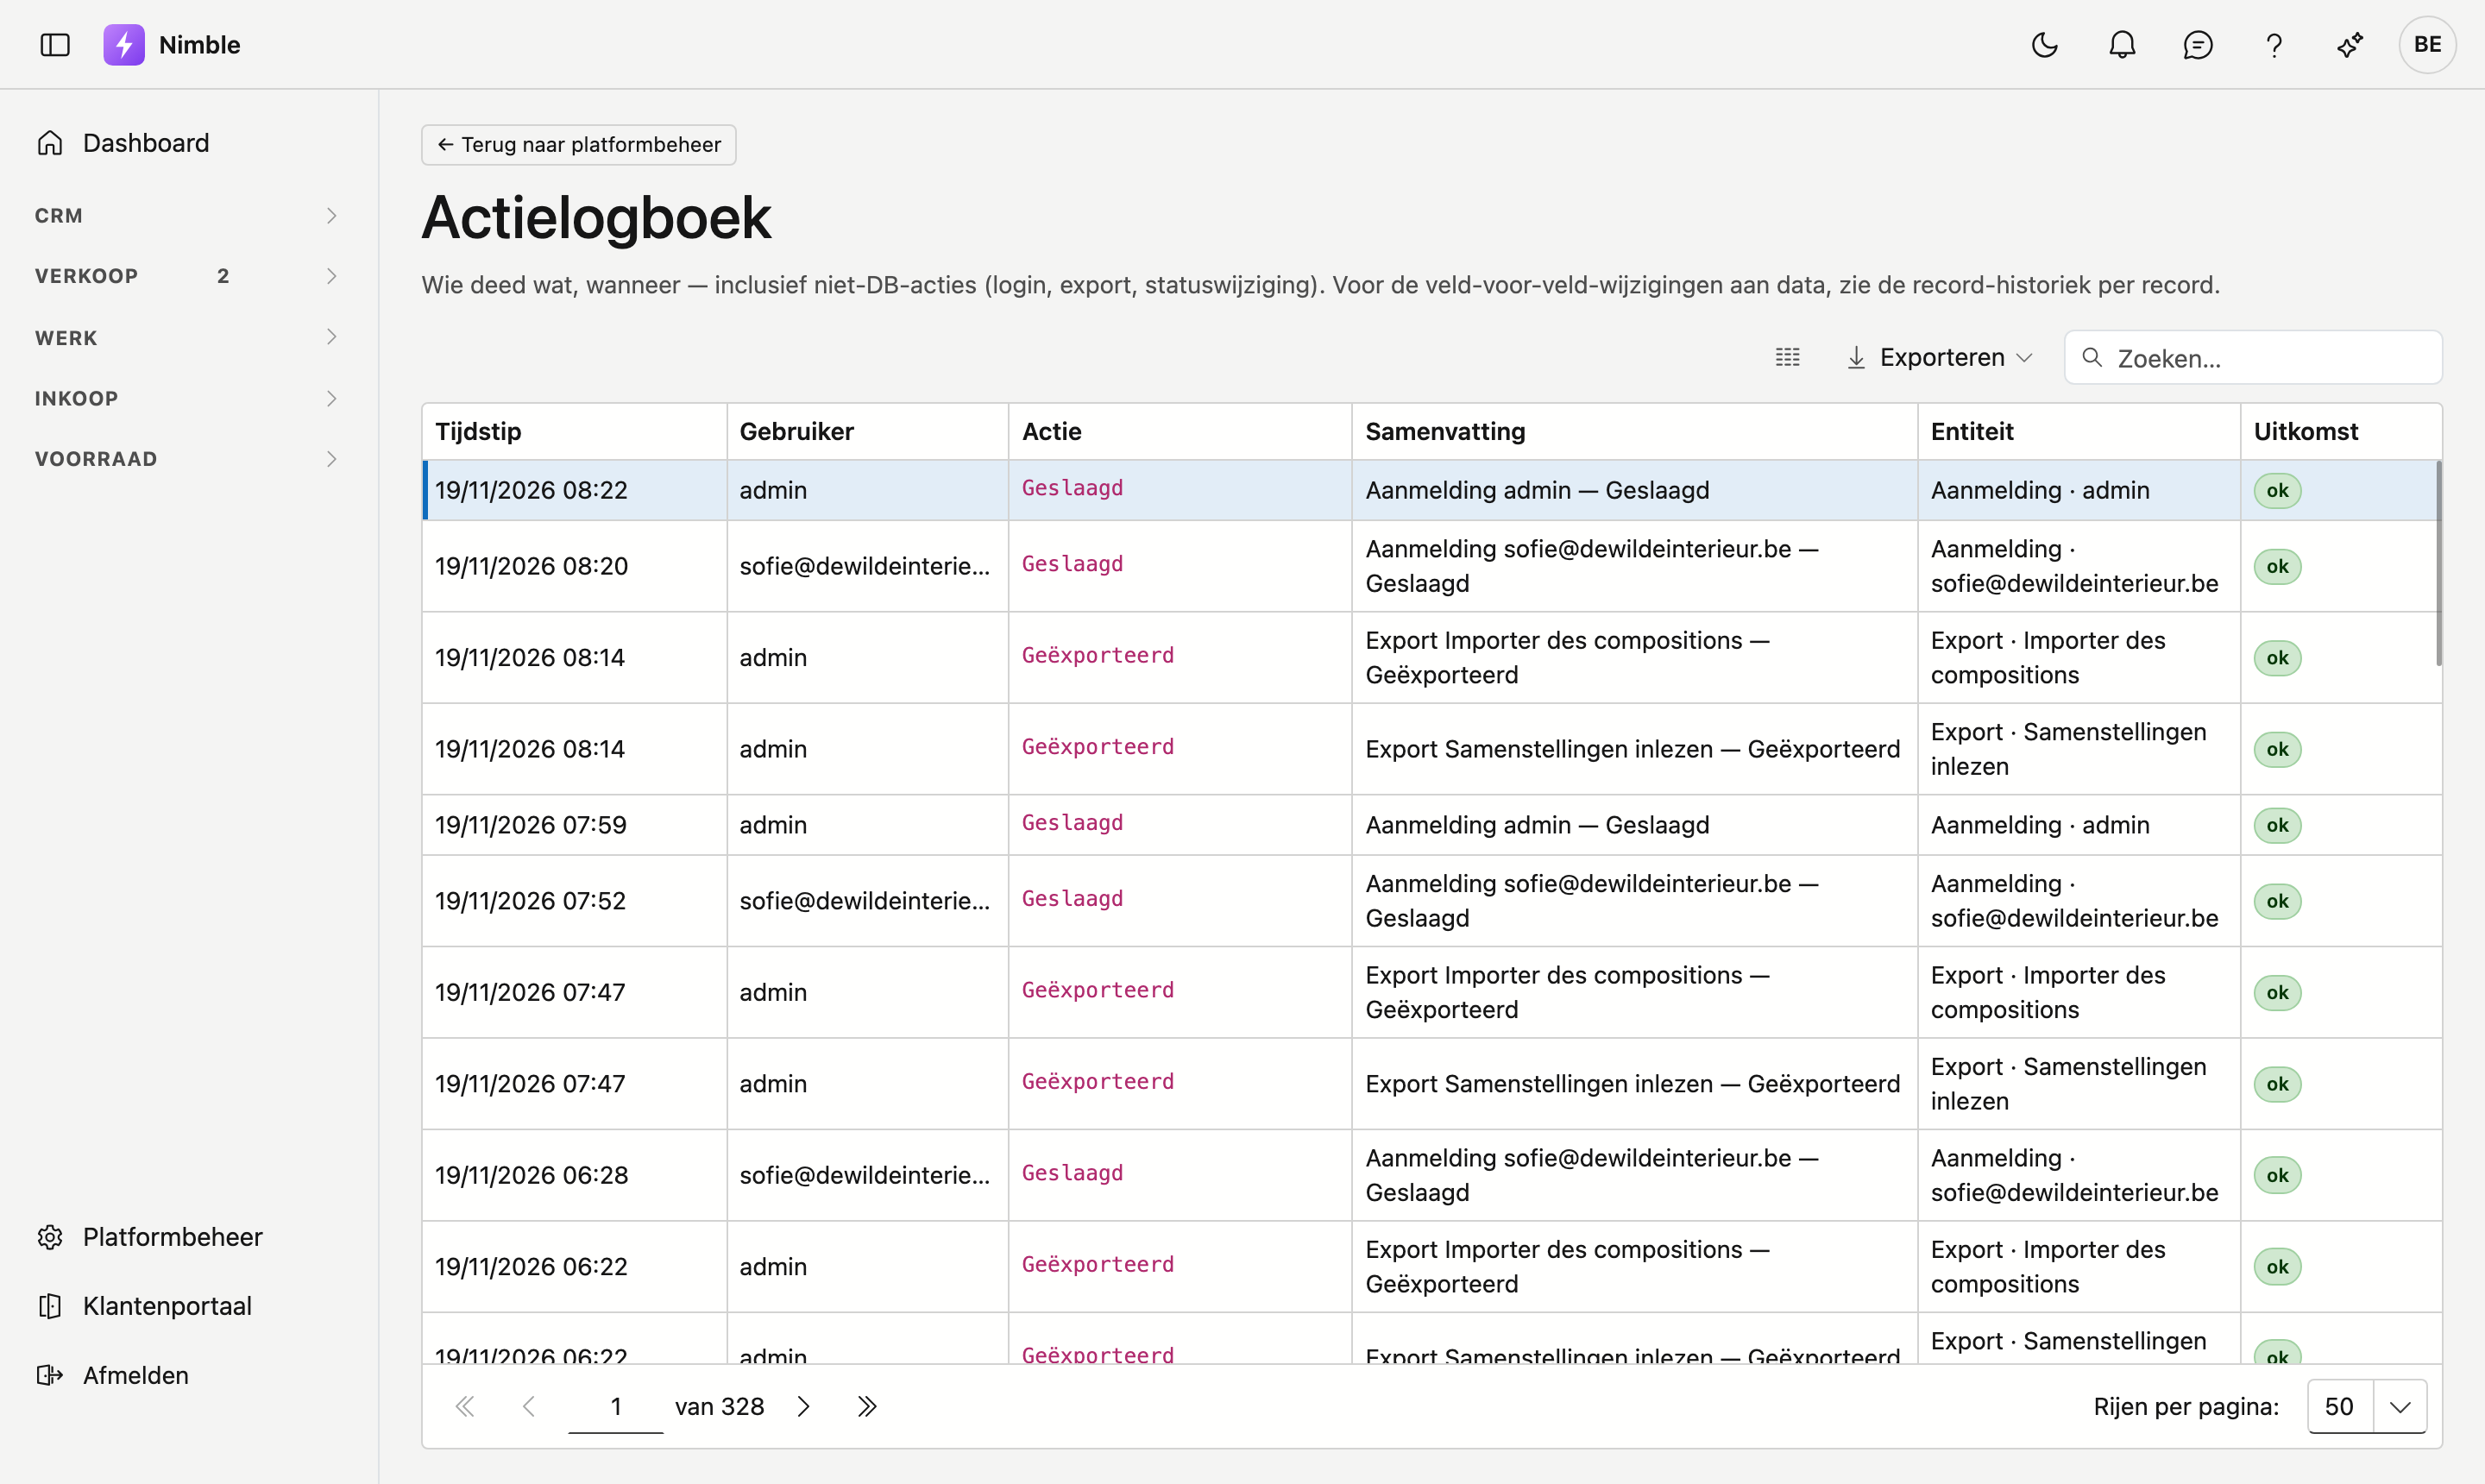 Nimble
BE
Dashboard
CRM
VERKOOP 2
WERK
INKOOP
VOORRAAD
Platformbeheer
Klantenportaal
Afmelden
← Terug naar platformbeheer
Actielogboek
Wie deed wat, wanneer — inclusief niet-DB-acties (login, export, statuswijziging). Voor de veld-voor-veld-wijzigingen aan data, zie de record-historiek per record.
Exporteren
Zoeken...
Tijdstip Gebruiker Actie Samenvatting Entiteit Uitkomst
19/11/2026 08:22 admin Geslaagd Aanmelding admin — Geslaagd Aanmelding · admin ok
19/11/2026 08:20 sofie@dewildeinterie... Geslaagd Aanmelding sofie@dewildeinterieur.be —
Geslaagd Aanmelding ·
sofie@dewildeinterieur.be ok
19/11/2026 08:14 admin Geëxporteerd Export Importer des compositions —
Geëxporteerd Export · Importer des
compositions ok
19/11/2026 08:14 admin Geëxporteerd Export Samenstellingen inlezen — Geëxporteerd Export · Samenstellingen
inlezen ok
19/11/2026 07:59 admin Geslaagd Aanmelding admin — Geslaagd Aanmelding · admin ok
19/11/2026 07:52 sofie@dewildeinterie... Geslaagd Aanmelding sofie@dewildeinterieur.be —
Geslaagd Aanmelding ·
sofie@dewildeinterieur.be ok
19/11/2026 07:47 admin Geëxporteerd Export Importer des compositions —
Geëxporteerd Export · Importer des
compositions ok
19/11/2026 07:47 admin Geëxporteerd Export Samenstellingen inlezen — Geëxporteerd Export · Samenstellingen
inlezen ok
19/11/2026 06:28 sofie@dewildeinterie... Geslaagd Aanmelding sofie@dewildeinterieur.be —
Geslaagd Aanmelding ·
sofie@dewildeinterieur.be ok
19/11/2026 06:22 admin Geëxporteerd Export Importer des compositions —
Geëxporteerd Export · Importer des
compositions ok
19/11/2026 06:22 admin Geëxporteerd Export Samenstellingen inlezen — Geëxporteerd Export · Samenstellingen ok
1 van 328
Rijen per pagina: 50